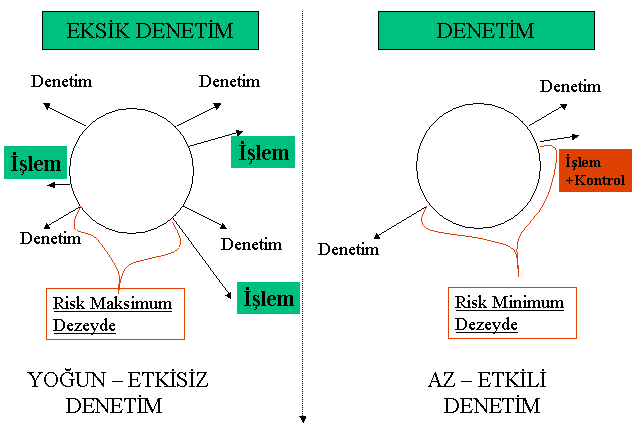 EKSİK DENETİM
Denetim
Denetim
İşlem
İşlem
Denetim
Denetim
İşlem
Risk Maksimum
Dezeyde
YOĞUN – ETKİSİZ
DENETİM
DENETİM
Denetim
İşlem
+Kontrol
Denetim
Risk Minimum
Dezeyde
AZ – ETKİLİ
DENETİM